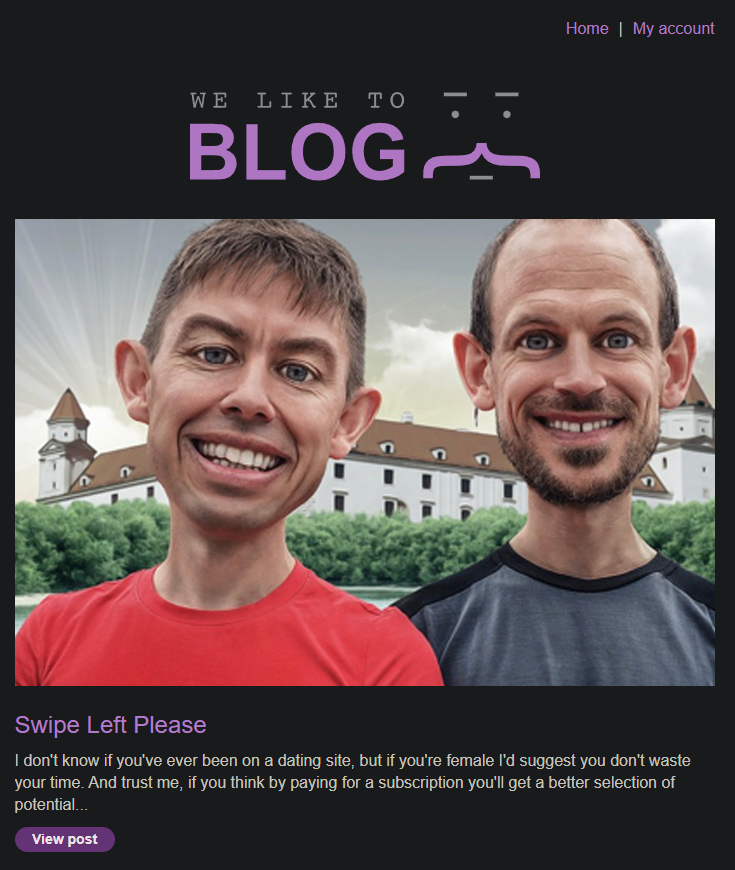 Home | My account
WE LIKE TO
BLOG
Swipe Left Please
I don't know if you've ever been on a dating site, but if you're female I'd suggest you don't waste
your time. And trust me, if you think by paying for a subscription you'll get a better selection of
potential...
View post